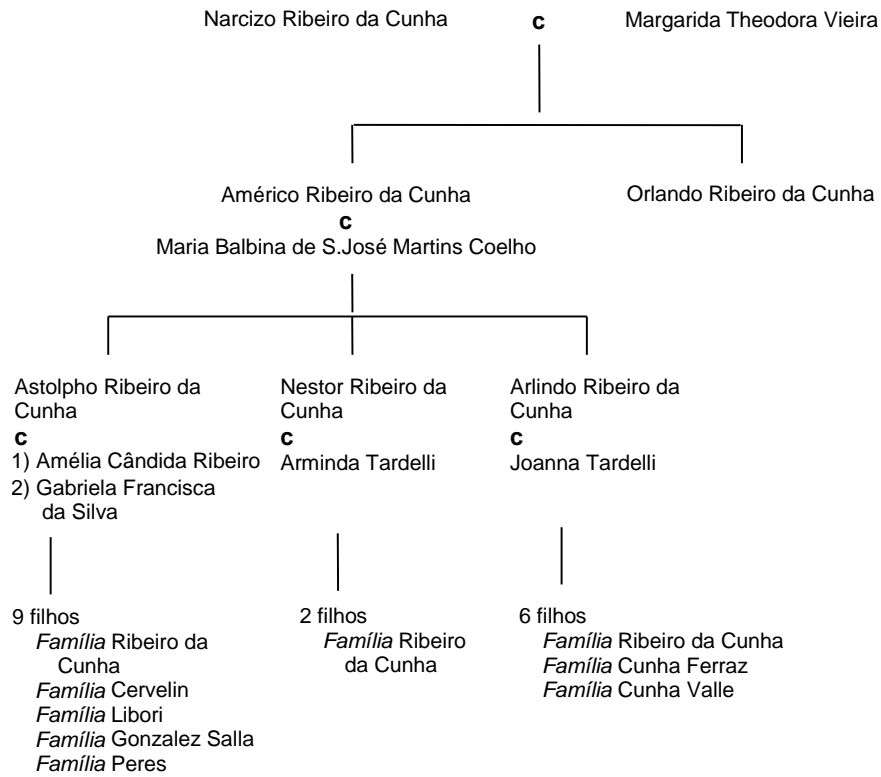 Narcizo Ribeiro da Cunha c Margarida Theodora Vieira
Américo Ribeiro da Cunha
c
Maria Balbina de S.José Martins Coelho
Orlando Ribeiro da Cunha
Astolpho Ribeiro da
Cunha
c
1) Amélia Cândida Ribeiro
2) Gabriela Francisca
da Silva
Nestor Ribeiro da
Cunha
c
Arminda Tardelli
Arlindo Ribeiro da
Cunha
c
Joanna Tardelli
9 filhos
Família Ribeiro da
Cunha
Família Cervelin
Família Libori
Família Gonzalez Salla
Família Peres
2 filhos
Família Ribeiro
da Cunha
6 filhos
Família Ribeiro da Cunha
Família Cunha Ferraz
Família Cunha Valle